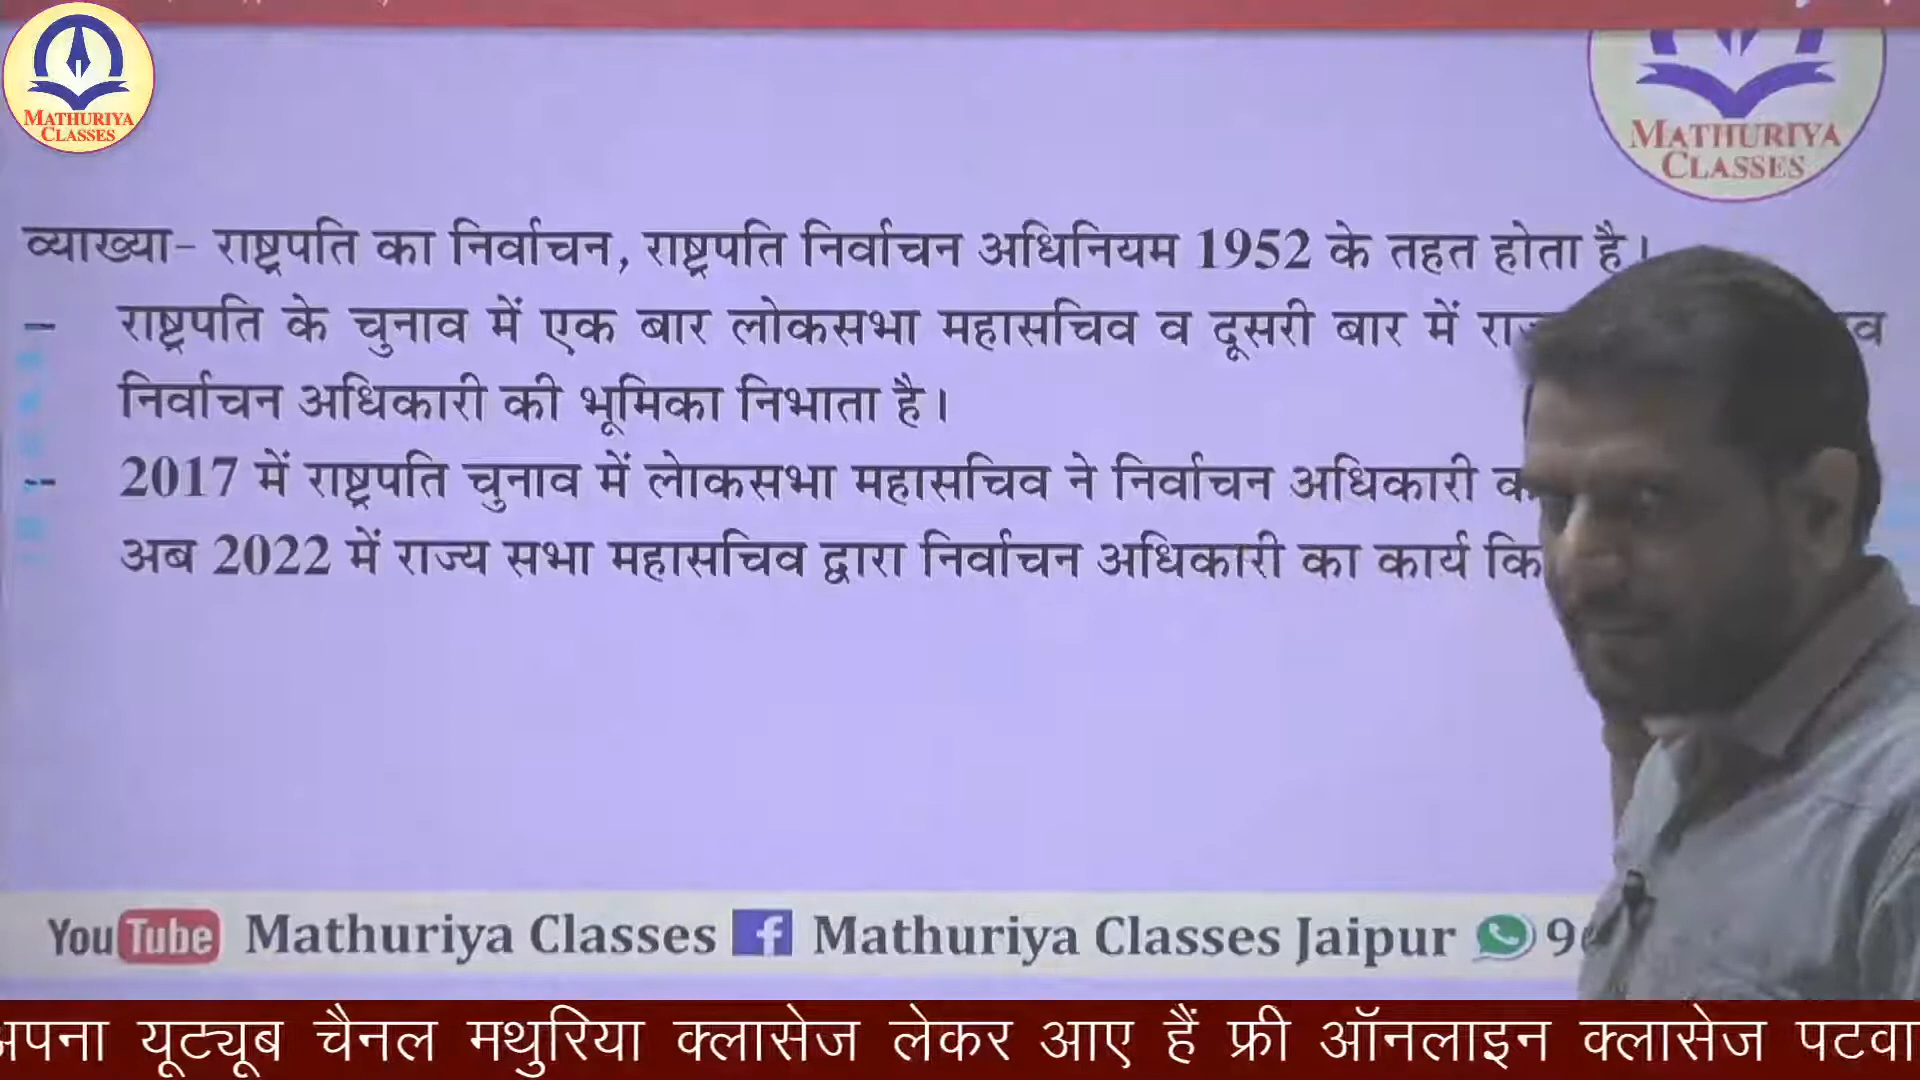 MATHURIYA
CLASSES
MATHURIYA
CLASSES
व्याख्या- राष्ट्रपति का निर्वाचन, राष्ट्रपति निर्वाचन अधिनियम 1952 के तहत होता है।
- राष्ट्रपति के चुनाव में एक बार लोकसभा महासचिव व दूसरी बार में
निर्वाचन अधिकारी की भूमिका निभाता है।
- 2017 में राष्ट्रपति चुनाव में लेाकसभा महासचिव ने निर्वाचन अधिकारी
अब 2022 में राज्य सभा महासचिव द्वारा निर्वाचन अधिकारी का कार्य
YouTube Mathuriya Classes f Mathuriya Classes Jaipur
अपना यूट्यूब चैनल मथुरिया क्लासेज लेकर आए हैं फ्री ऑनलाइन क्लासेज